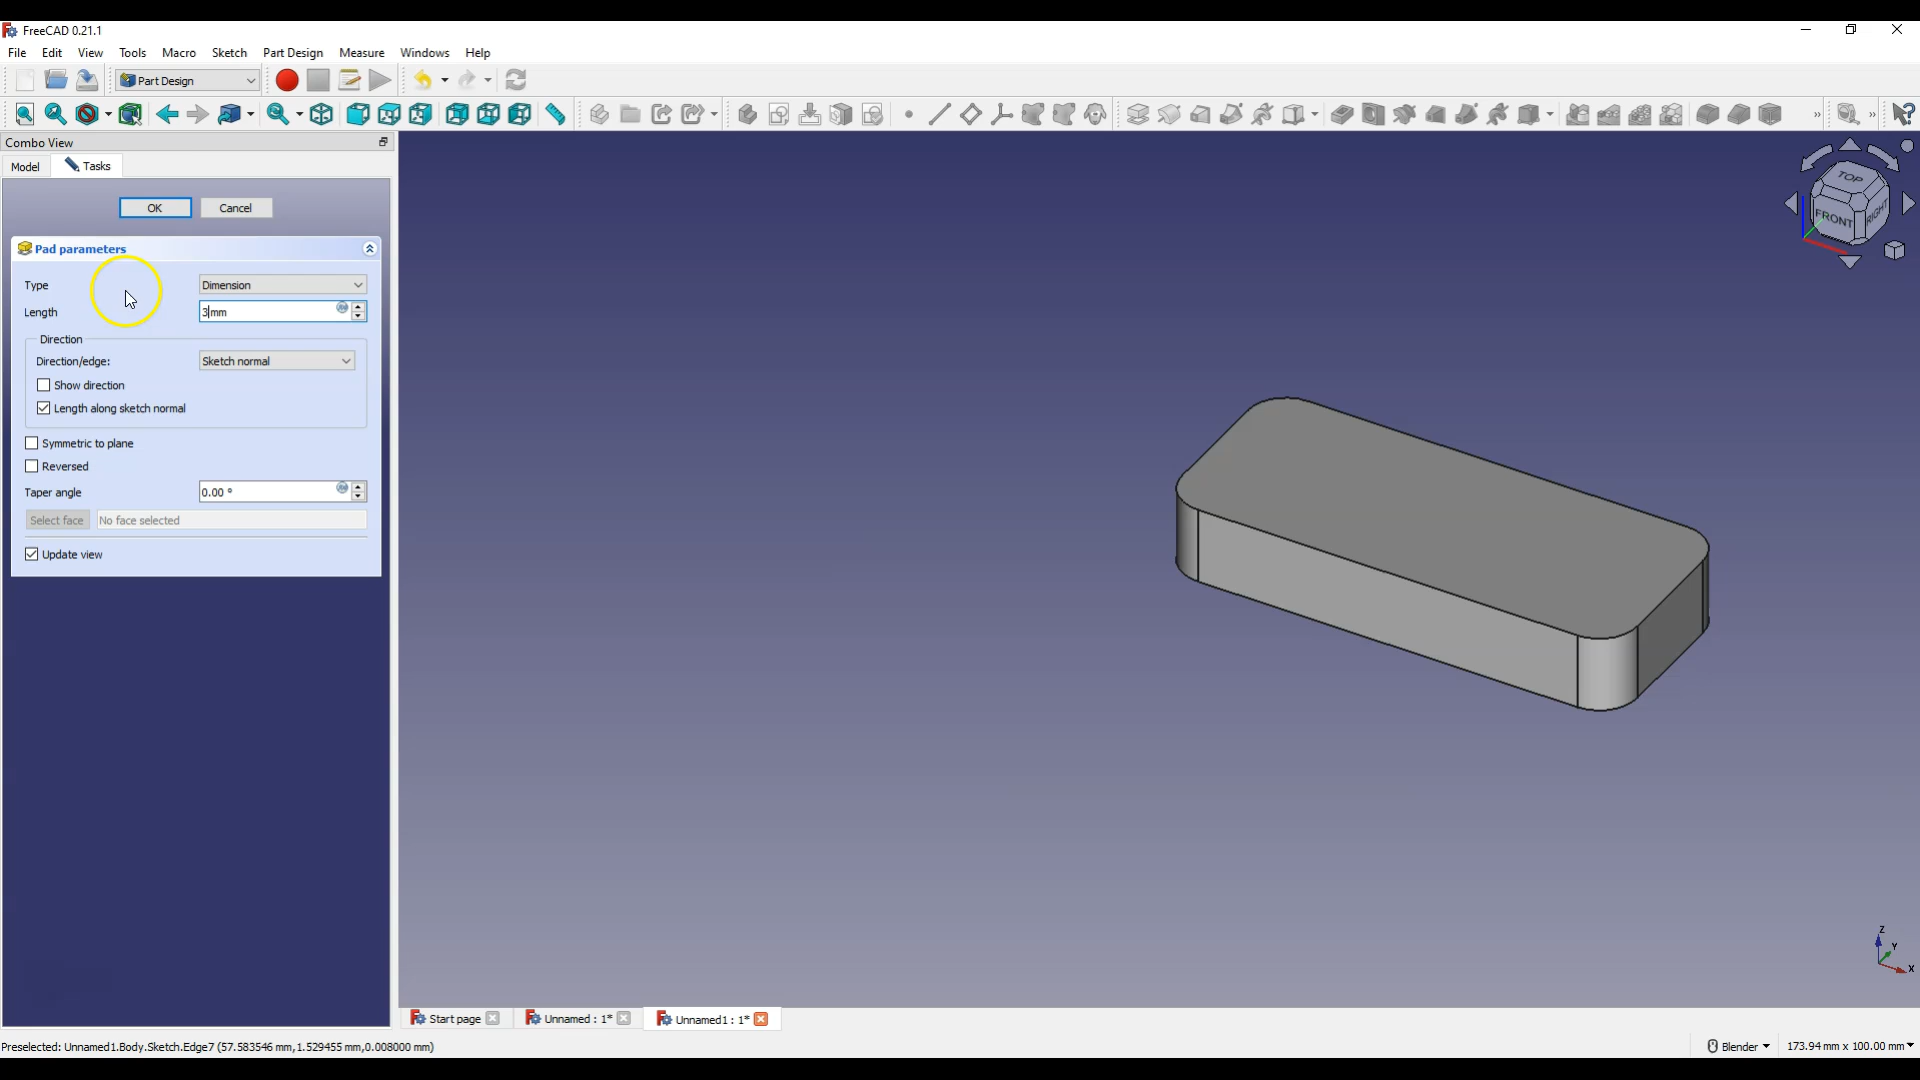 FreeCAD 0.21.1
File Edit View Tools Macro Sketch Part Design Measure Windows Help
Part Design
Combo View
Model Tasks
OK Cancel
Pad parameters
Type Dimension
Length 3 mm
Direction
Direction/edge: Sketch normal
Show direction
Length along sketch normal
Symmetric to plane
Reversed
Taper angle 0.00 °
Select face No face selected
Update view
TOP
FRONT RIGHT
Z
Y
X
Start page Unnamed : 1* Unnamed1 : 1*
Preselected: Unnamed1.Body.Sketch.Edge7 (57.583546 mm,1.529455 mm,0.008000 mm) Blender 173.94 mm x 100.00 mm